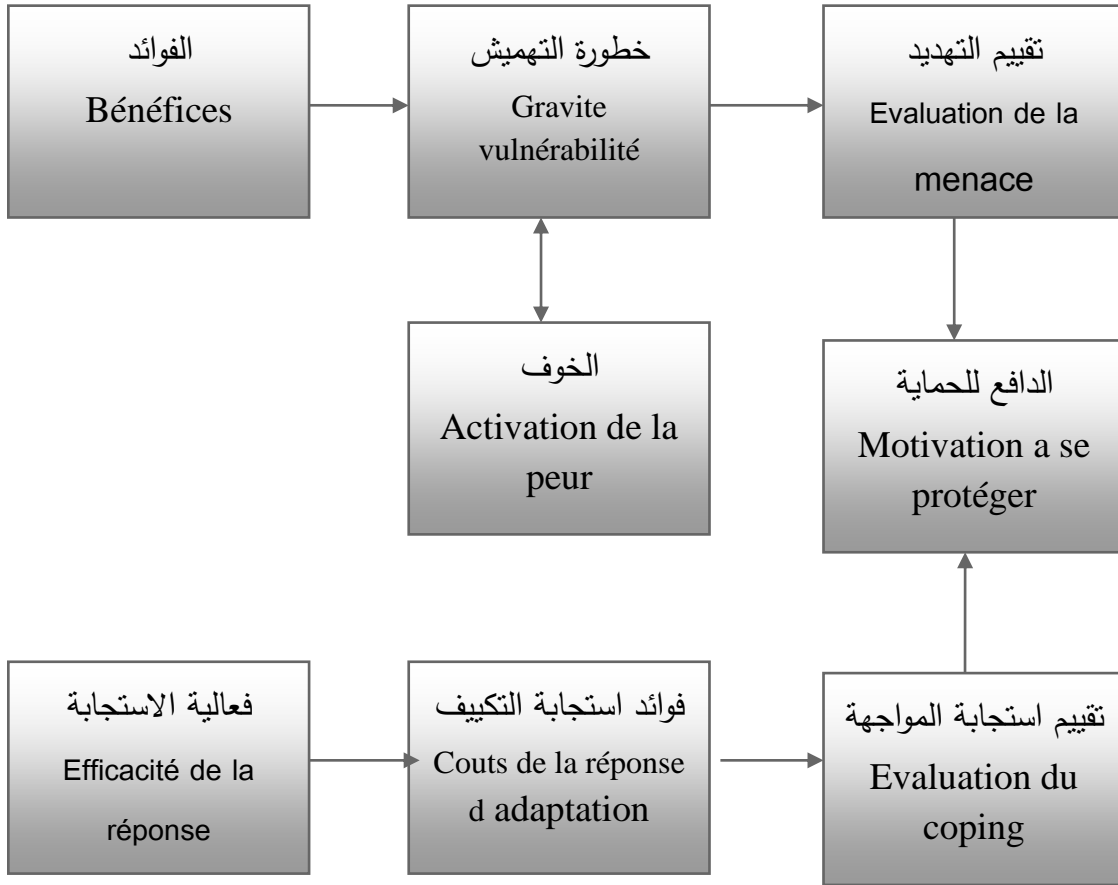 الفوائد
Bénéfices
خطورة التهميش
Gravite
vulnérabilité
تقييم التهديد
Evaluation de la
menace
الخوف
Activation de la
peur
الدافع للحماية
Motivation a se
protéger
فعالية الاستجابة
Efficacité de la
réponse
فوائد استجابة التكييف
Couts de la réponse
d adaptation
تقييم استجابة المواجهة
Evaluation du
coping